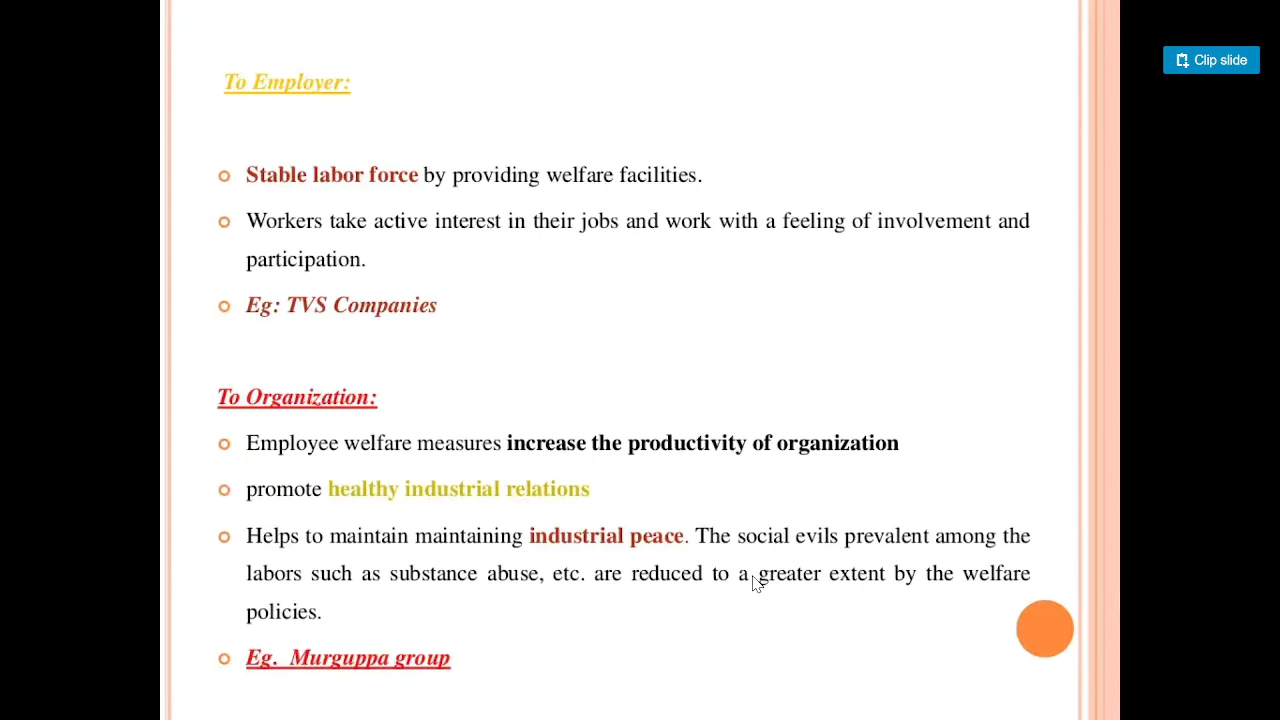 Clip slide
To Employer:
Stable labor force by providing welfare facilities.
Workers take active interest in their jobs and work with a feeling of involvement and
participation.
Eg: TVS Companies
To Organization:
Employee welfare measures increase the productivity of organization
promote healthy industrial relations
Helps to maintain maintaining industrial peace. The social evils prevalent among the
labors such as substance abuse, etc. are reduced to a greater extent by the welfare
policies.
Eg. Murguppa group